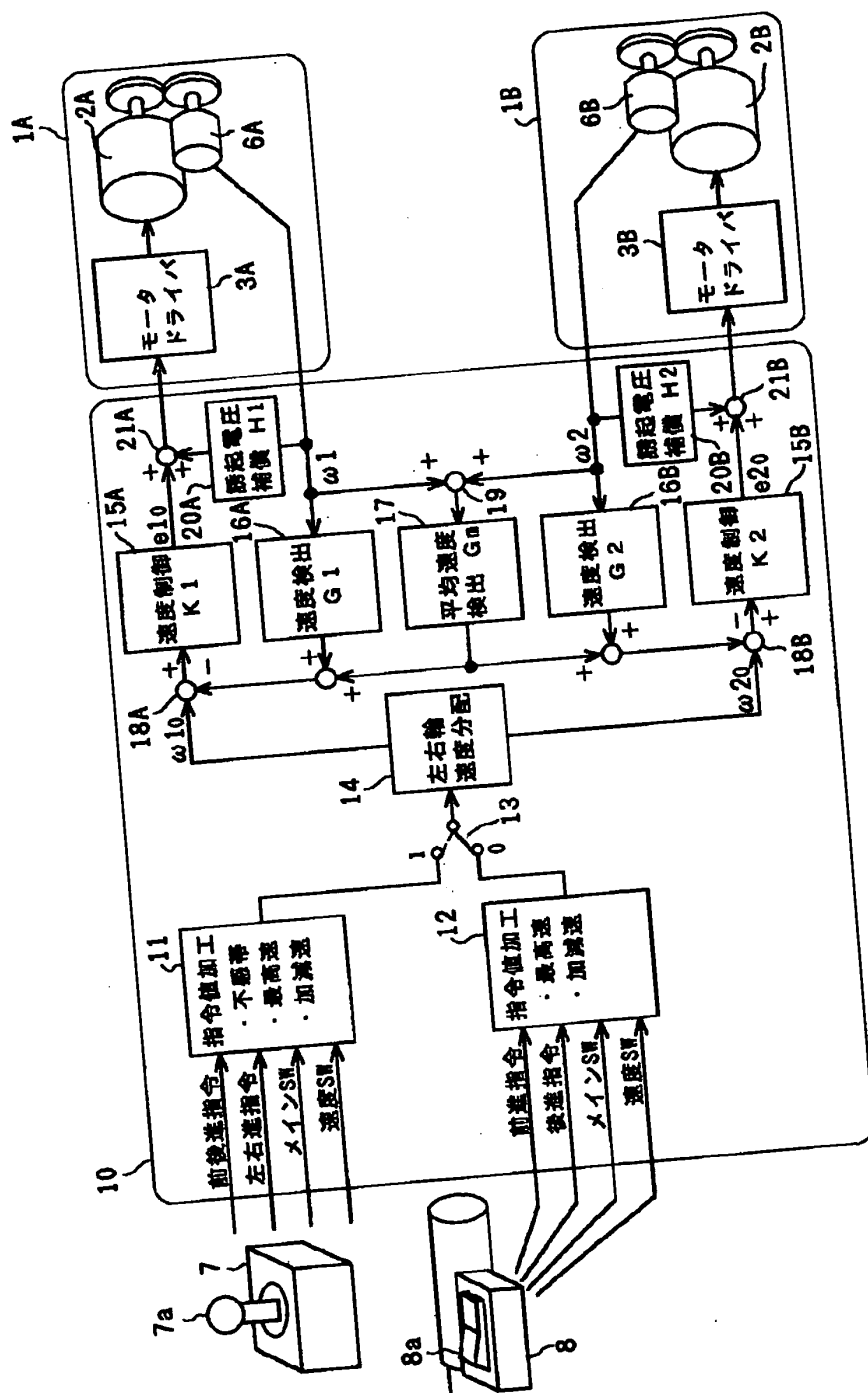 7a
7
8a
8
10
前後進指令
左右進指令
メインSW
速度SW
前進指令
後進指令
メインSW
速度SW
11
指令値加工
・不感帯
・最高速
・加減速
12
指令値加工
・最高速
・加減速
1
0
13
14
左右輪
速度分配
18A
ω1o
+
-
15A
速度制御
K1
e1o
21A
+
+
20A
誘起電圧
補償 H1
16A
速度検出
G1
ω1
+
+
17
平均速度
検出 Gm
+
+
19
16B
速度検出
G2
ω2
+
+
20B
誘起電圧
補償 H2
15B
速度制御
K2
e2o
21B
+
+
18B
ω2o
-
+
1A
2A
6A
モータ
ドライバ
3A
1B
2B
6B
モータ
ドライバ
3B